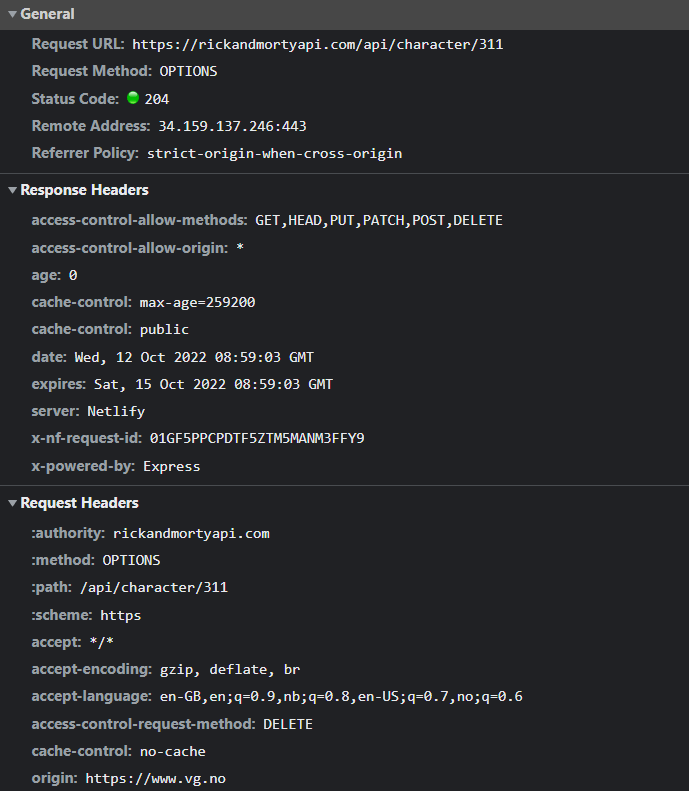 General
Request URL: https://rickandmortyapi.com/api/character/311
Request Method: OPTIONS
Status Code: 204
Remote Address: 34.159.137.246:443
Referrer Policy: strict-origin-when-cross-origin
Response Headers
access-control-allow-methods: GET,HEAD,PUT,PATCH,POST,DELETE
access-control-allow-origin: *
age: 0
cache-control: max-age=259200
cache-control: public
date: Wed, 12 Oct 2022 08:59:03 GMT
expires: Sat, 15 Oct 2022 08:59:03 GMT
server: Netlify
x-nf-request-id: 01GF5PPCPDTF5ZTM5MANM3FFY9
x-powered-by: Express
Request Headers
:authority: rickandmortyapi.com
:method: OPTIONS
:path: /api/character/311
:scheme: https
accept: */*
accept-encoding: gzip, deflate, br
accept-language: en-GB,en;q=0.9,nb;q=0.8,en-US;q=0.7,no;q=0.6
access-control-request-method: DELETE
cache-control: no-cache
origin: https://www.vg.no